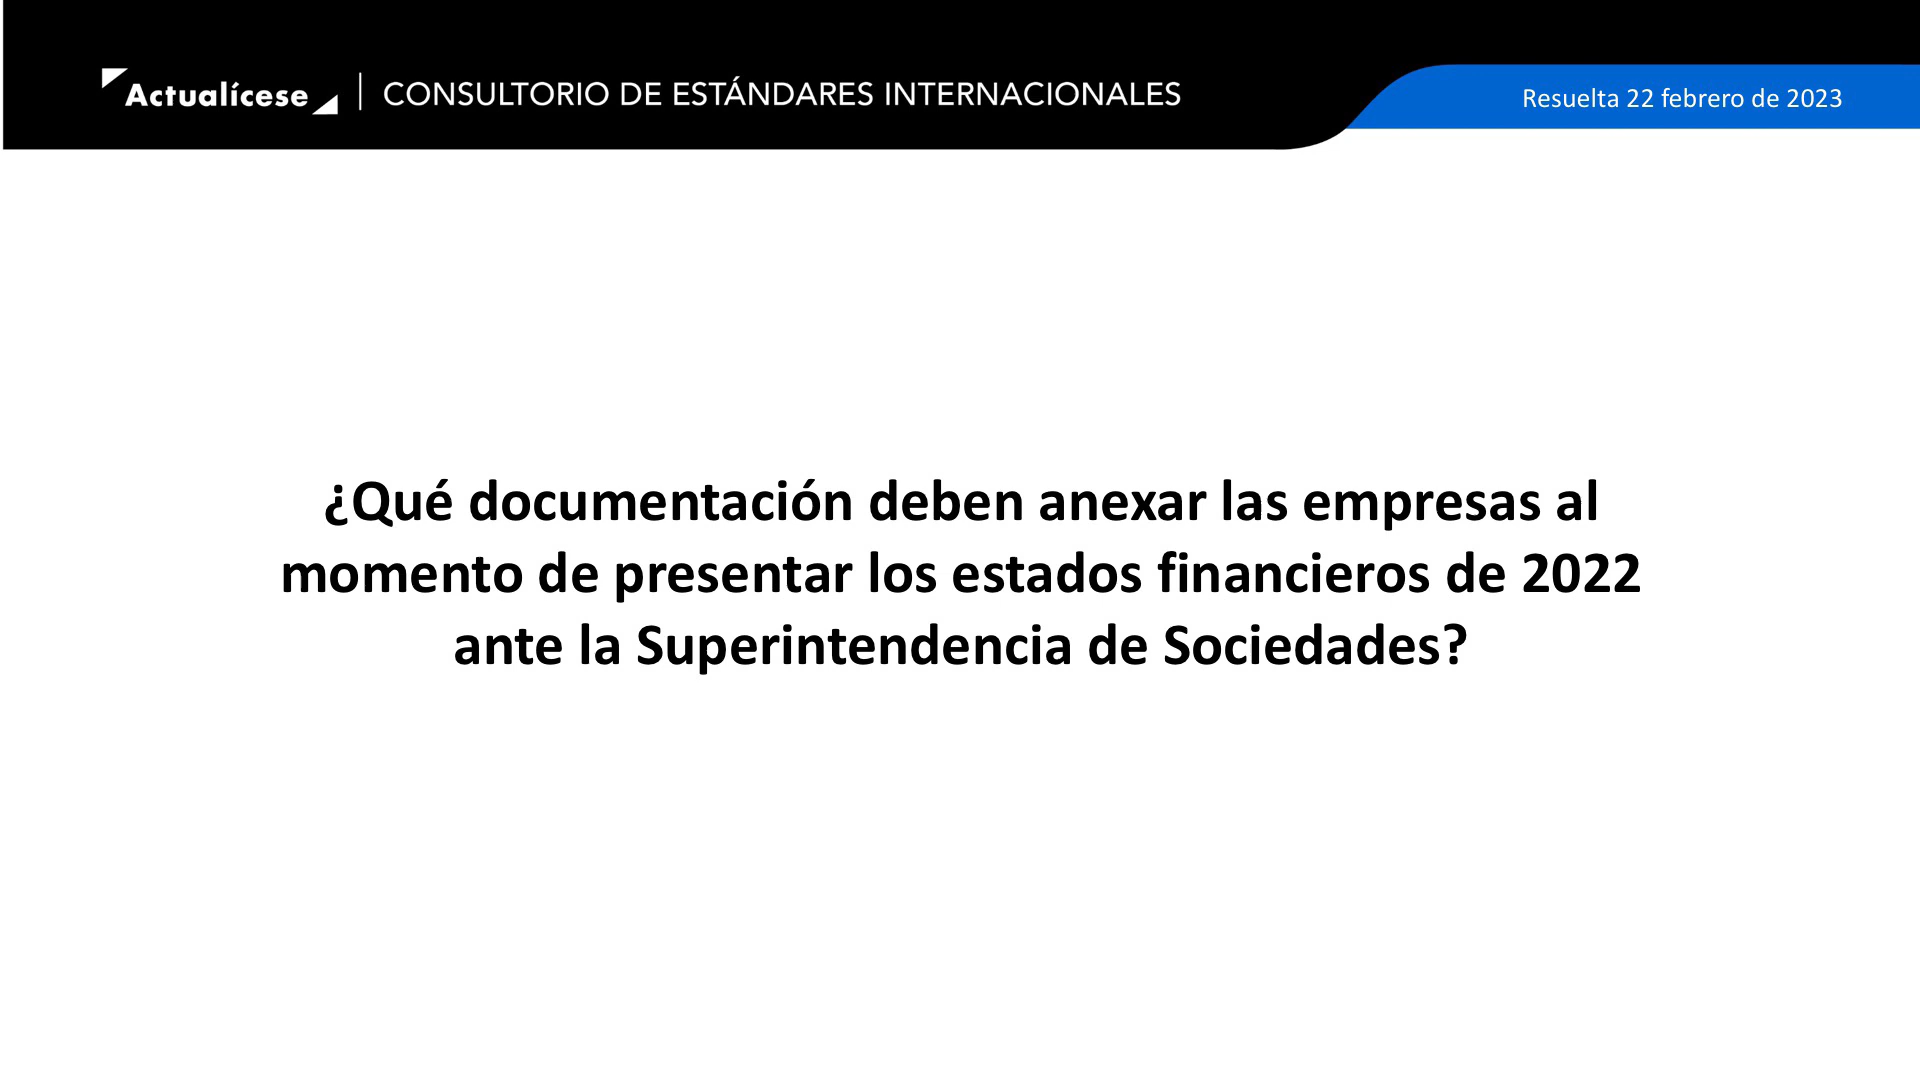 Actualícese | CONSULTORIO DE ESTÁNDARES INTERNACIONALES
Resuelta 22 febrero de 2023
¿Qué documentación deben anexar las empresas al
momento de presentar los estados financieros de 2022
ante la Superintendencia de Sociedades?